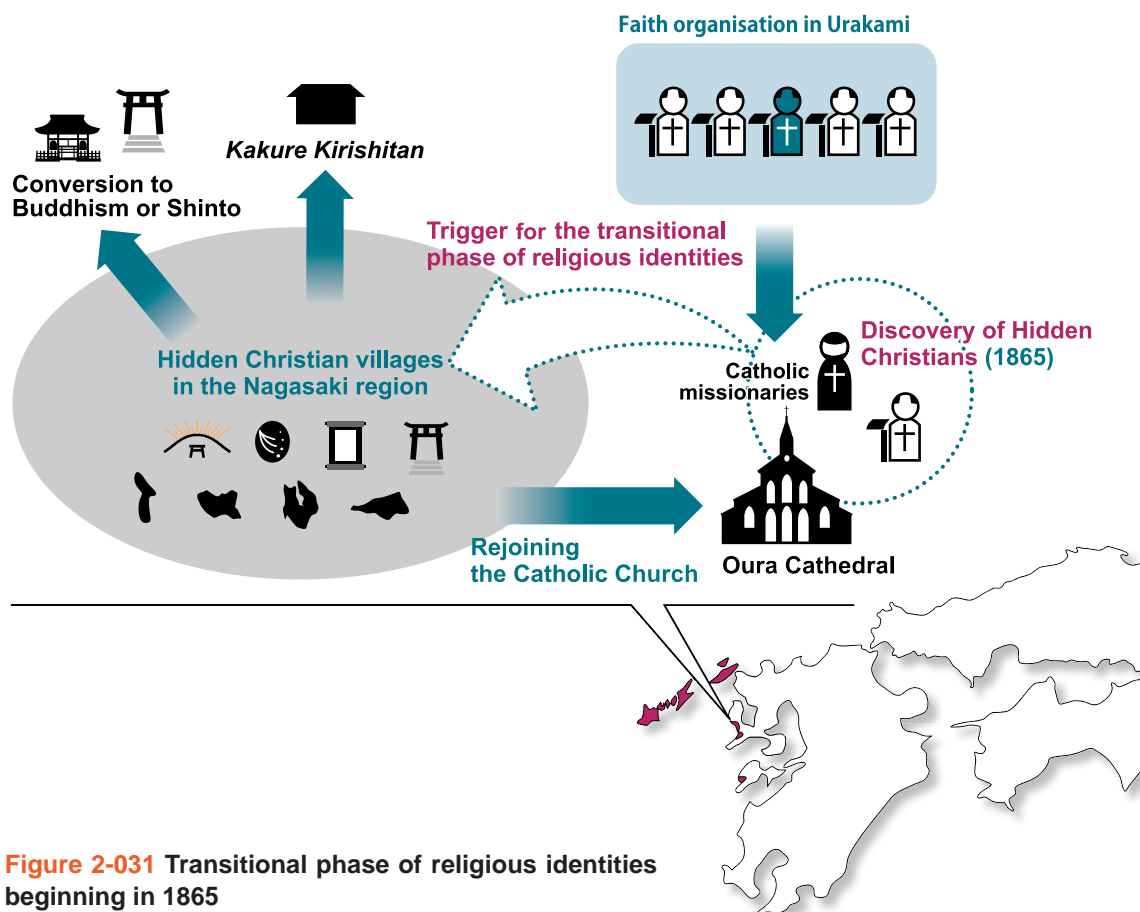 Faith organisation in Urakami
Kakure Kirishitan
Conversion to
Buddhism or Shinto
Trigger for the transitional
phase of religious identities
Discovery of Hidden
Christians (1865)
Hidden Christian villages
in the Nagasaki region
Catholic
missionaries
Rejoining
the Catholic Church
Oura Cathedral
Figure 2-031 Transitional phase of religious identities
beginning in 1865